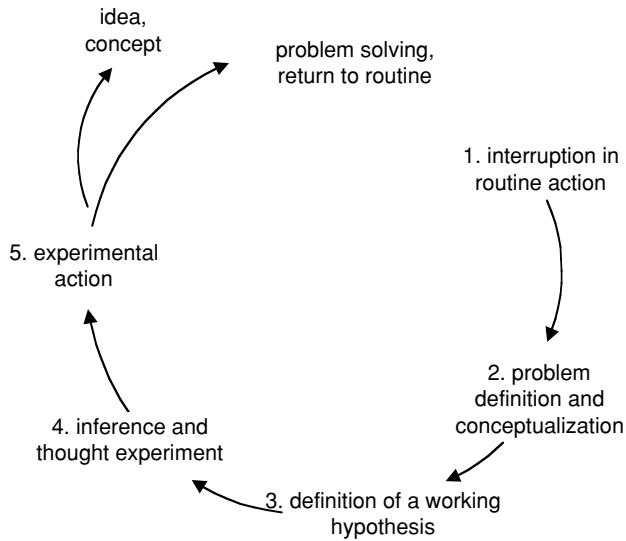 idea,
concept
problem solving,
return to routine
1. interruption in
routine action
2. problem
definition and
conceptualization
3. definition of a working
hypothesis
4. inference and
thought experiment
5. experimental
action